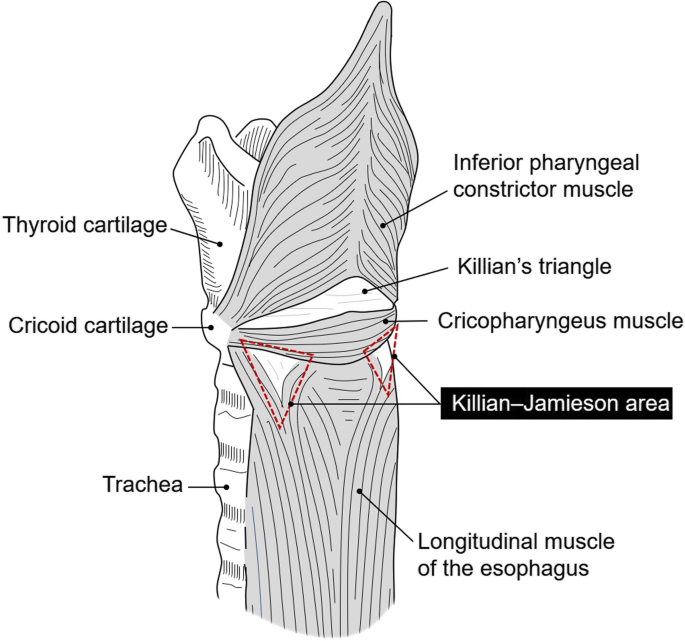 Inferior pharyngeal
constrictor muscle
Thyroid cartilage
Killian’s triangle
Cricoid cartilage
Cricopharyngeus muscle
Killian–Jamieson area
Trachea
Longitudinal muscle
of the esophagus